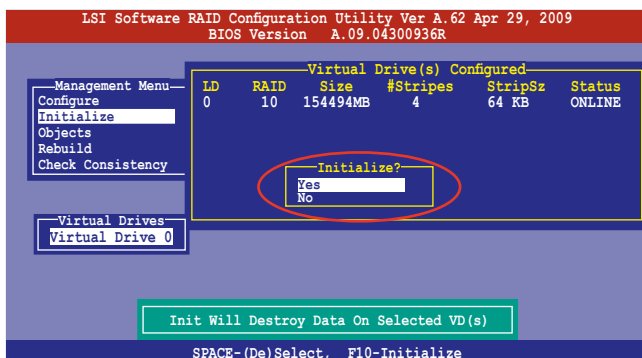 LSI Software RAID Configuration Utility Ver A.62 Apr 29, 2009
BIOS Version A.09.04300936R
Virtual Drive(s) Configured
LD RAID Size #Stripes StripSz Status
0 10 154494MB 4 64 KB ONLINE
Management Menu
Configure
Initialize
Objects
Rebuild
Check Consistency
Initialize?
Yes
No
Virtual Drives
Virtual Drive 0
Init Will Destroy Data On Selected VD(s)
SPACE-(De)Select, F10-Initialize